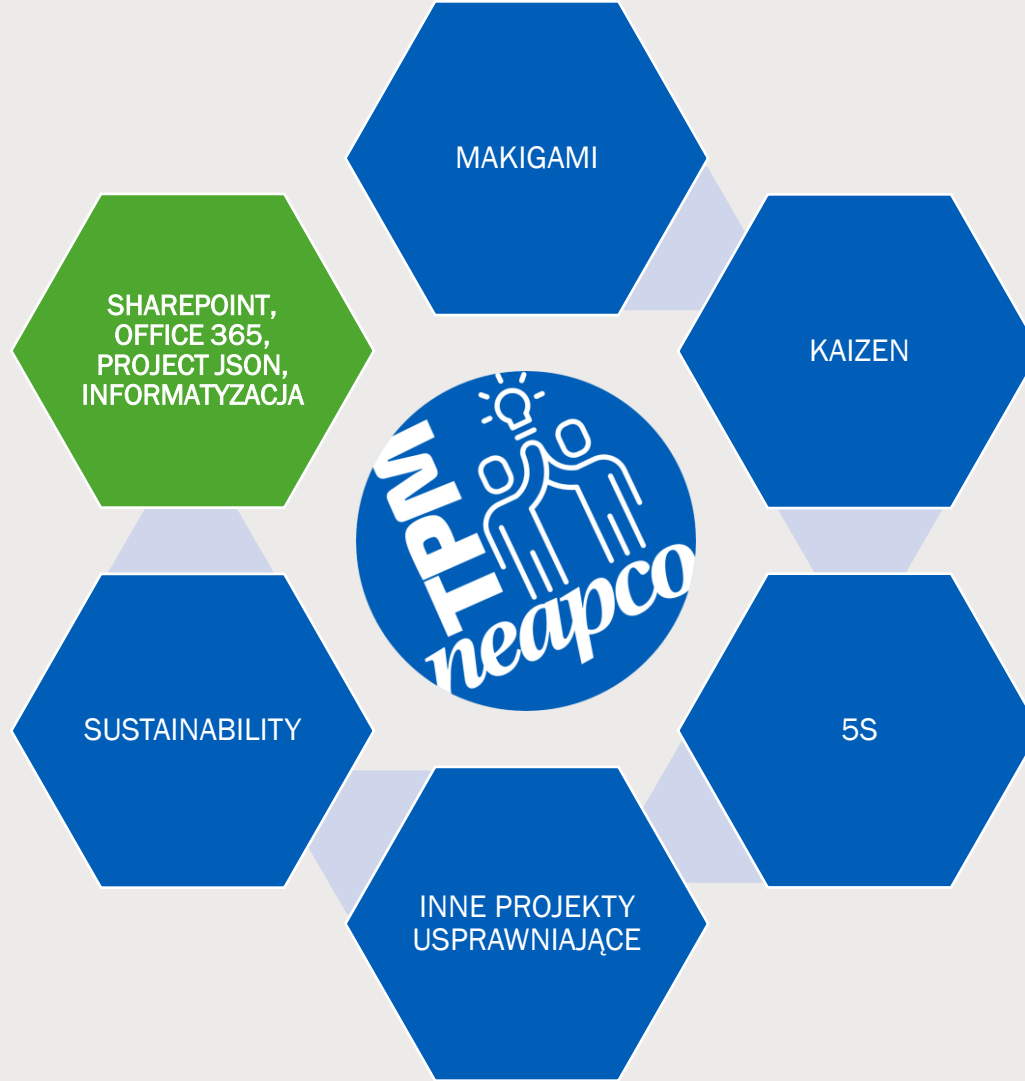 MAKIGAMI
KAIZEN
5S
INNE PROJEKTY
USPRAWNIAJĄCE
SUSTAINABILITY
SHAREPOINT,
OFFICE 365,
PROJECT JSON,
INFORMATYZACJA
TPM
neapco